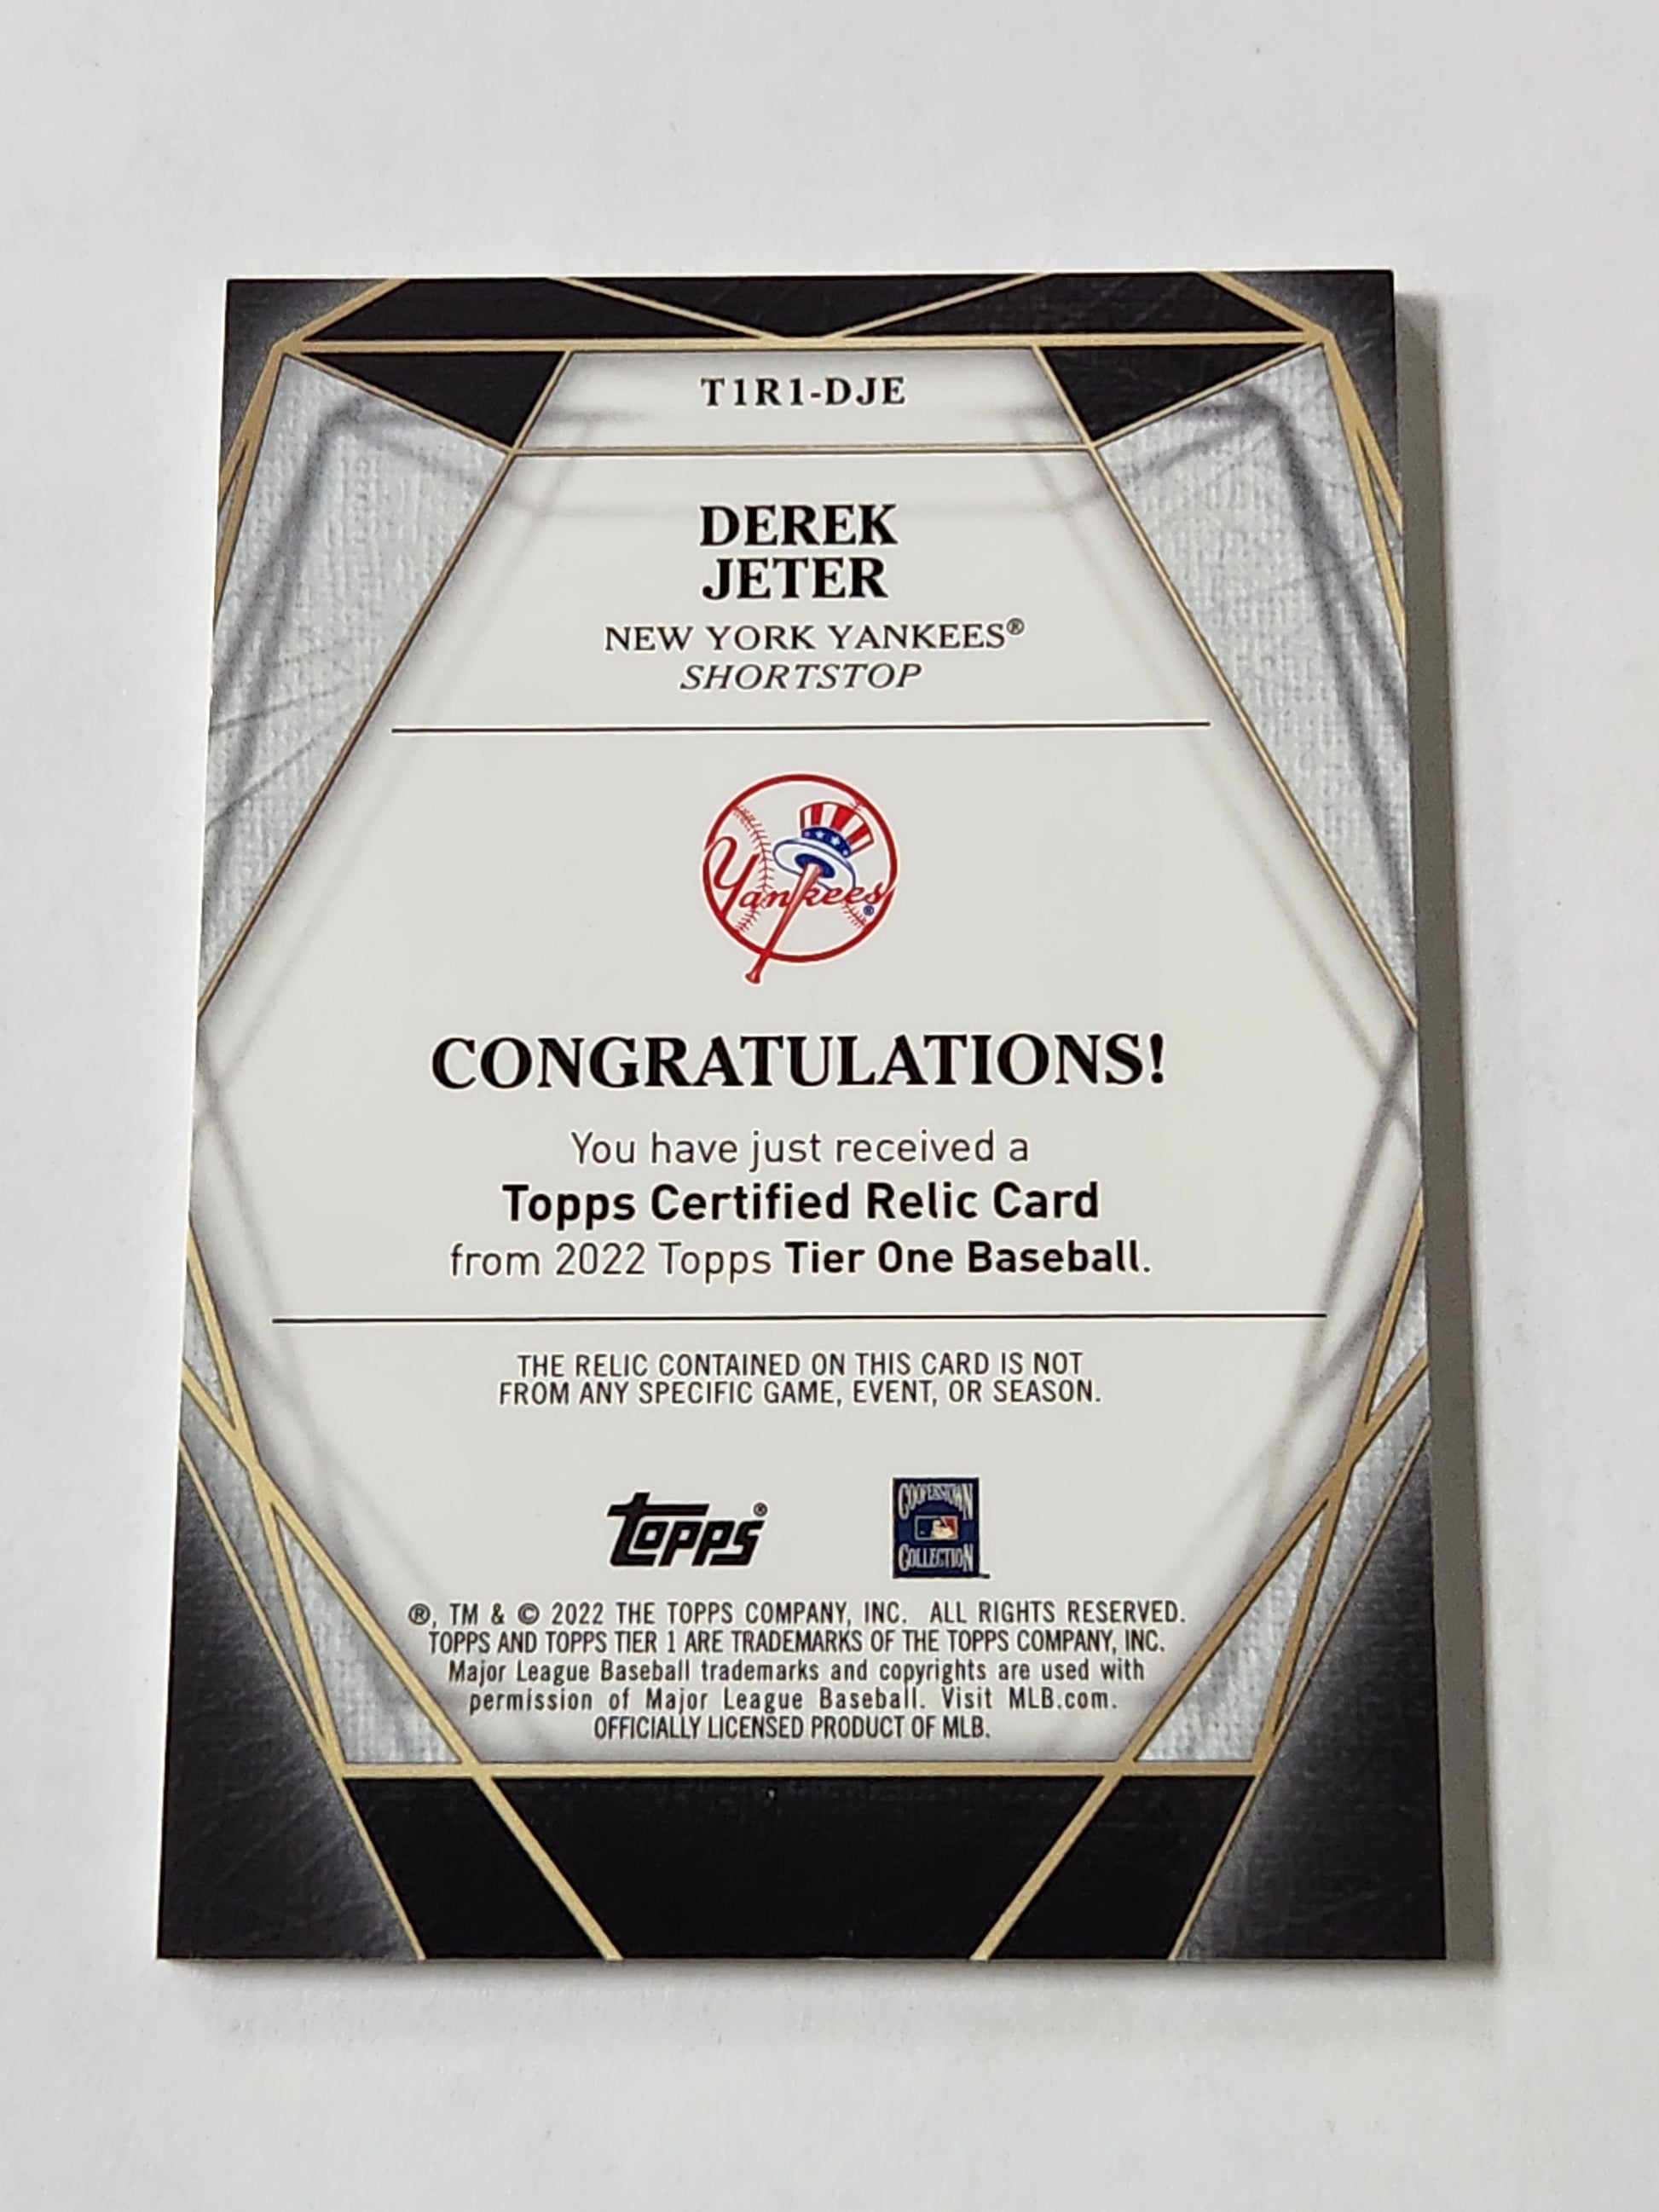 T1R1-DJE
DEREK
JETER
NEW YORK YANKEES®
SHORTSTOP
Yankees®
CONGRATULATIONS!
You have just received a
Topps Certified Relic Card
from 2022 Topps Tier One Baseball.
THE RELIC CONTAINED ON THIS CARD IS NOT
FROM ANY SPECIFIC GAME, EVENT, OR SEASON.
topps®
COOPERSTOWN
COLLECTION
®, TM & © 2022 THE TOPPS COMPANY, INC. ALL RIGHTS RESERVED.
TOPPS AND TOPPS TIER 1 ARE TRADEMARKS OF THE TOPPS COMPANY, INC.
Major League Baseball trademarks and copyrights are used with
permission of Major League Baseball. Visit MLB.com.
OFFICIALLY LICENSED PRODUCT OF MLB.